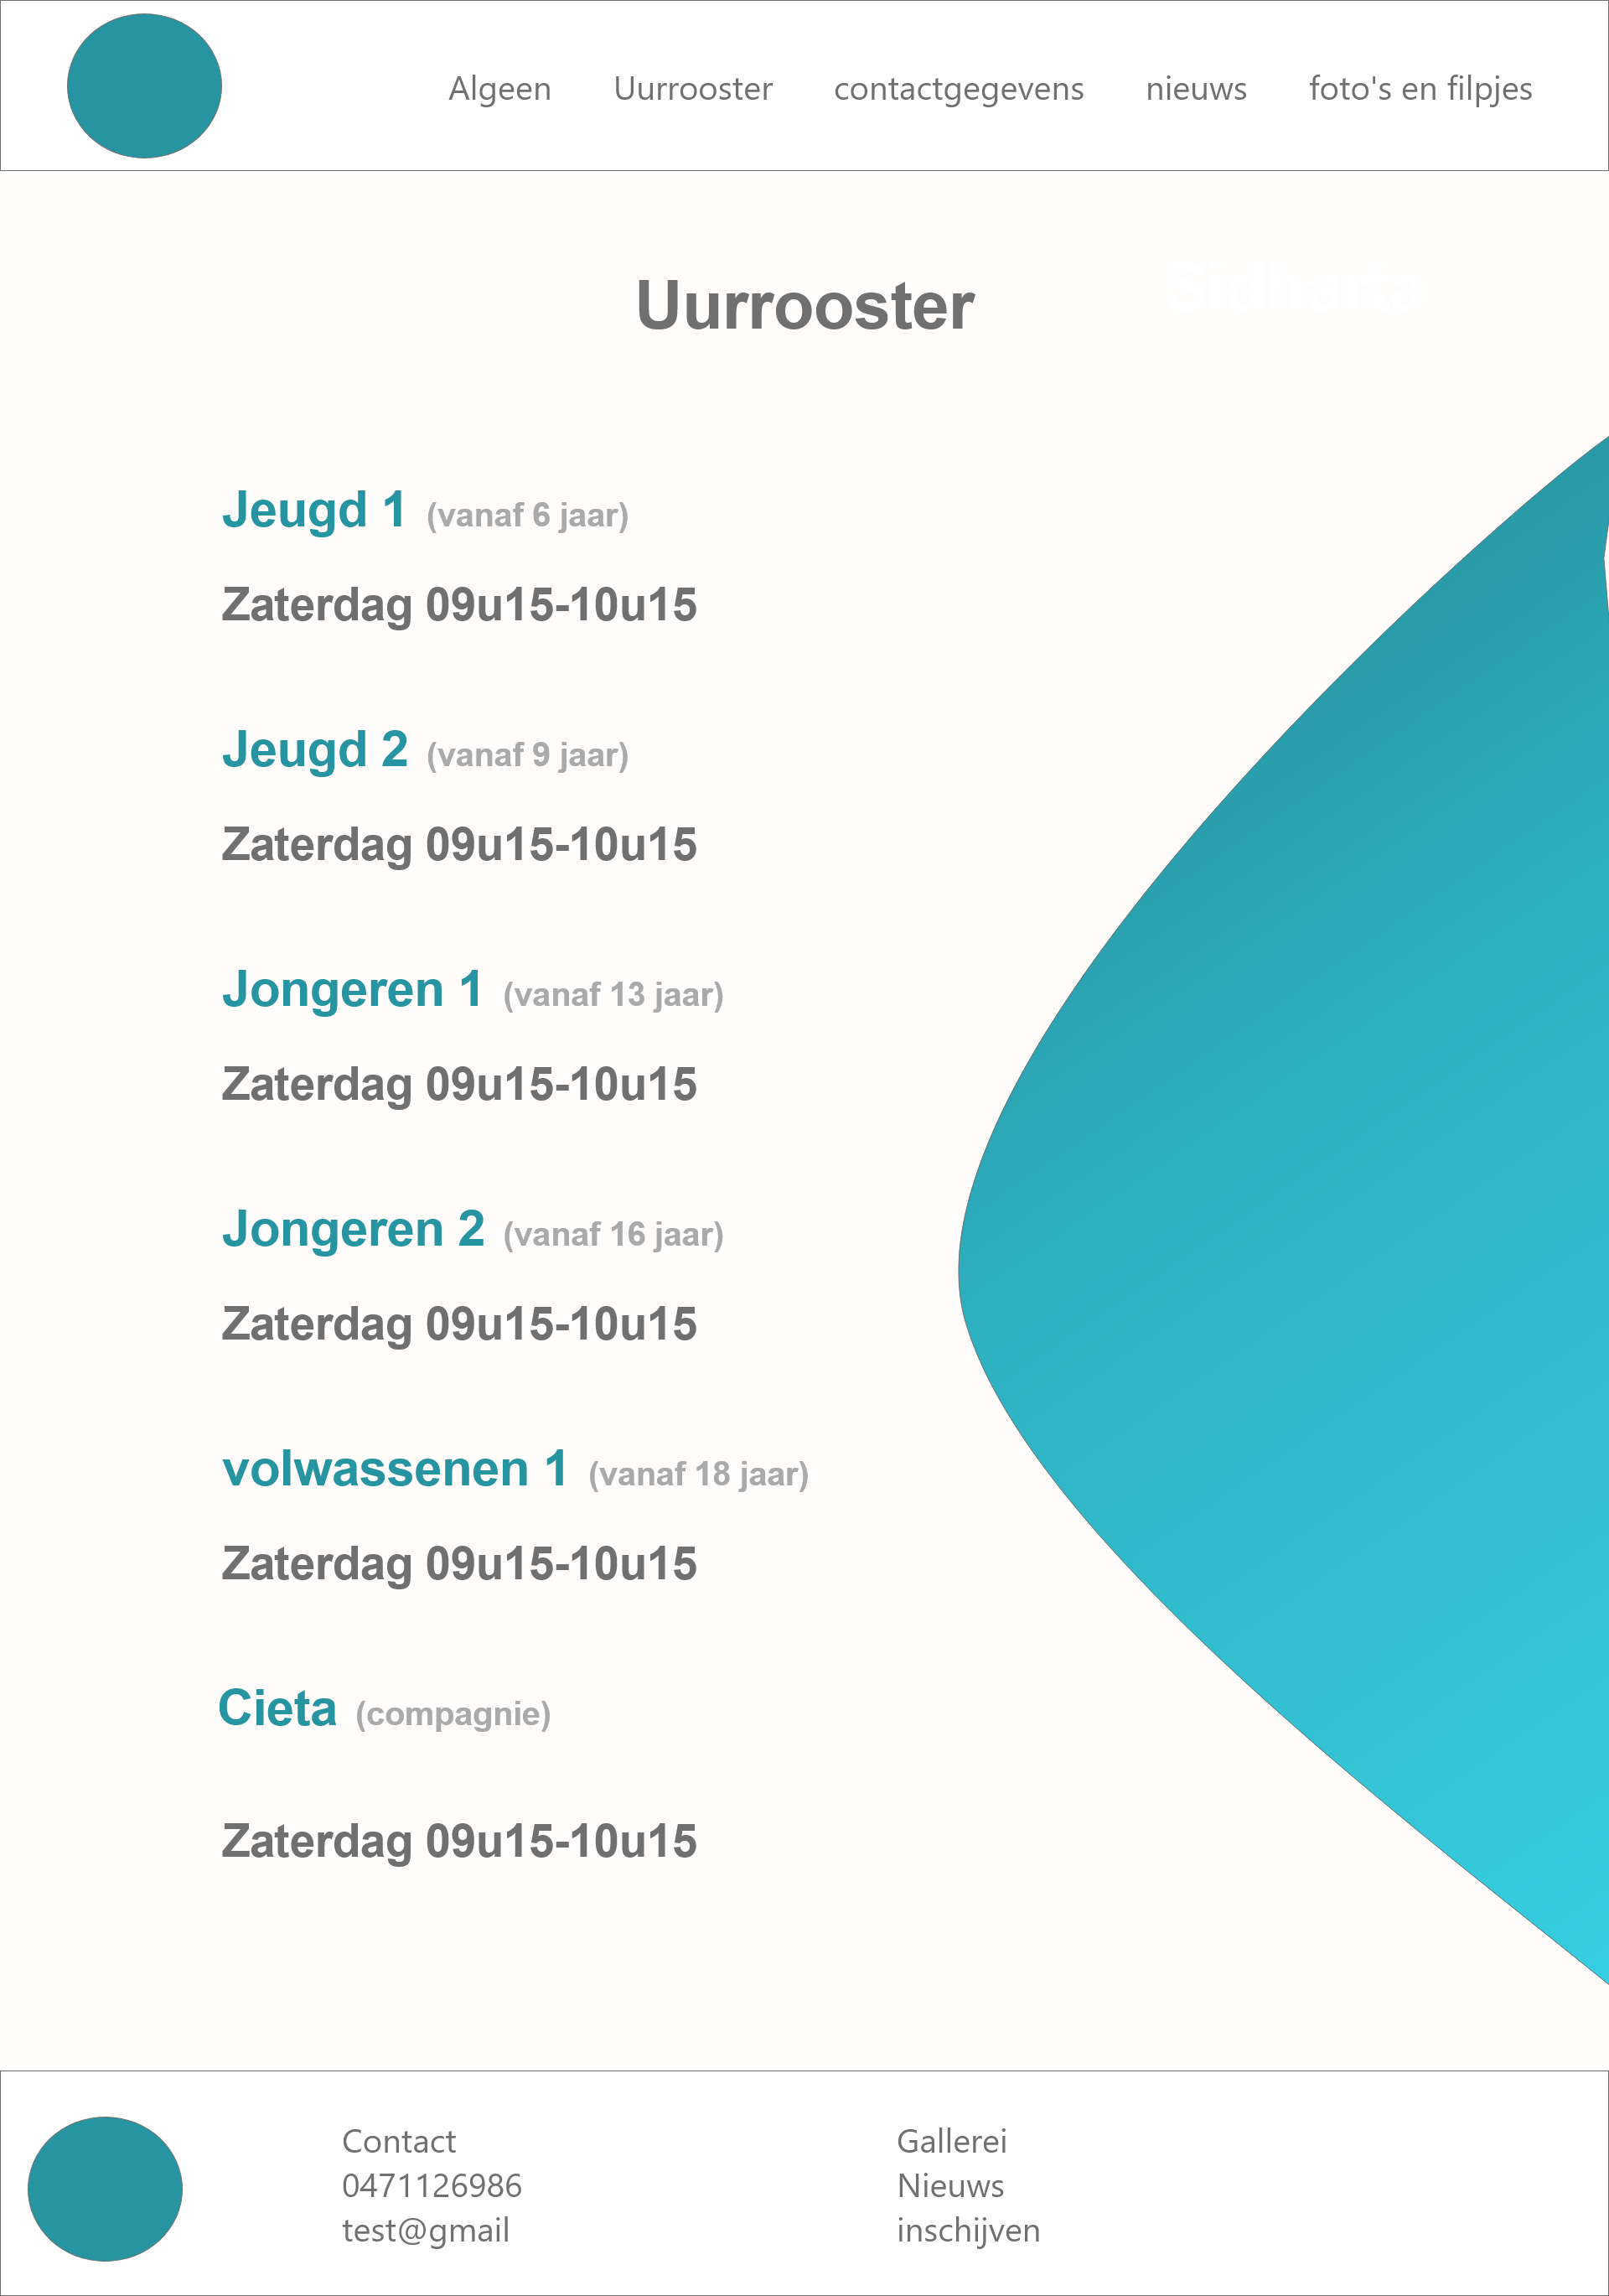 Algeen Uurrooster contactgegevens nieuws foto's en filpjes
Uurrooster
Sidharta
Jeugd 1 (vanaf 6 jaar)
Zaterdag 09u15-10u15
Jeugd 2 (vanaf 9 jaar)
Zaterdag 09u15-10u15
Jongeren 1 (vanaf 13 jaar)
Zaterdag 09u15-10u15
Jongeren 2 (vanaf 16 jaar)
Zaterdag 09u15-10u15
volwassenen 1 (vanaf 18 jaar)
Zaterdag 09u15-10u15
Cieta (compagnie)
Zaterdag 09u15-10u15
Contact
0471126986
test@gmail
Gallerei
Nieuws
inschijven